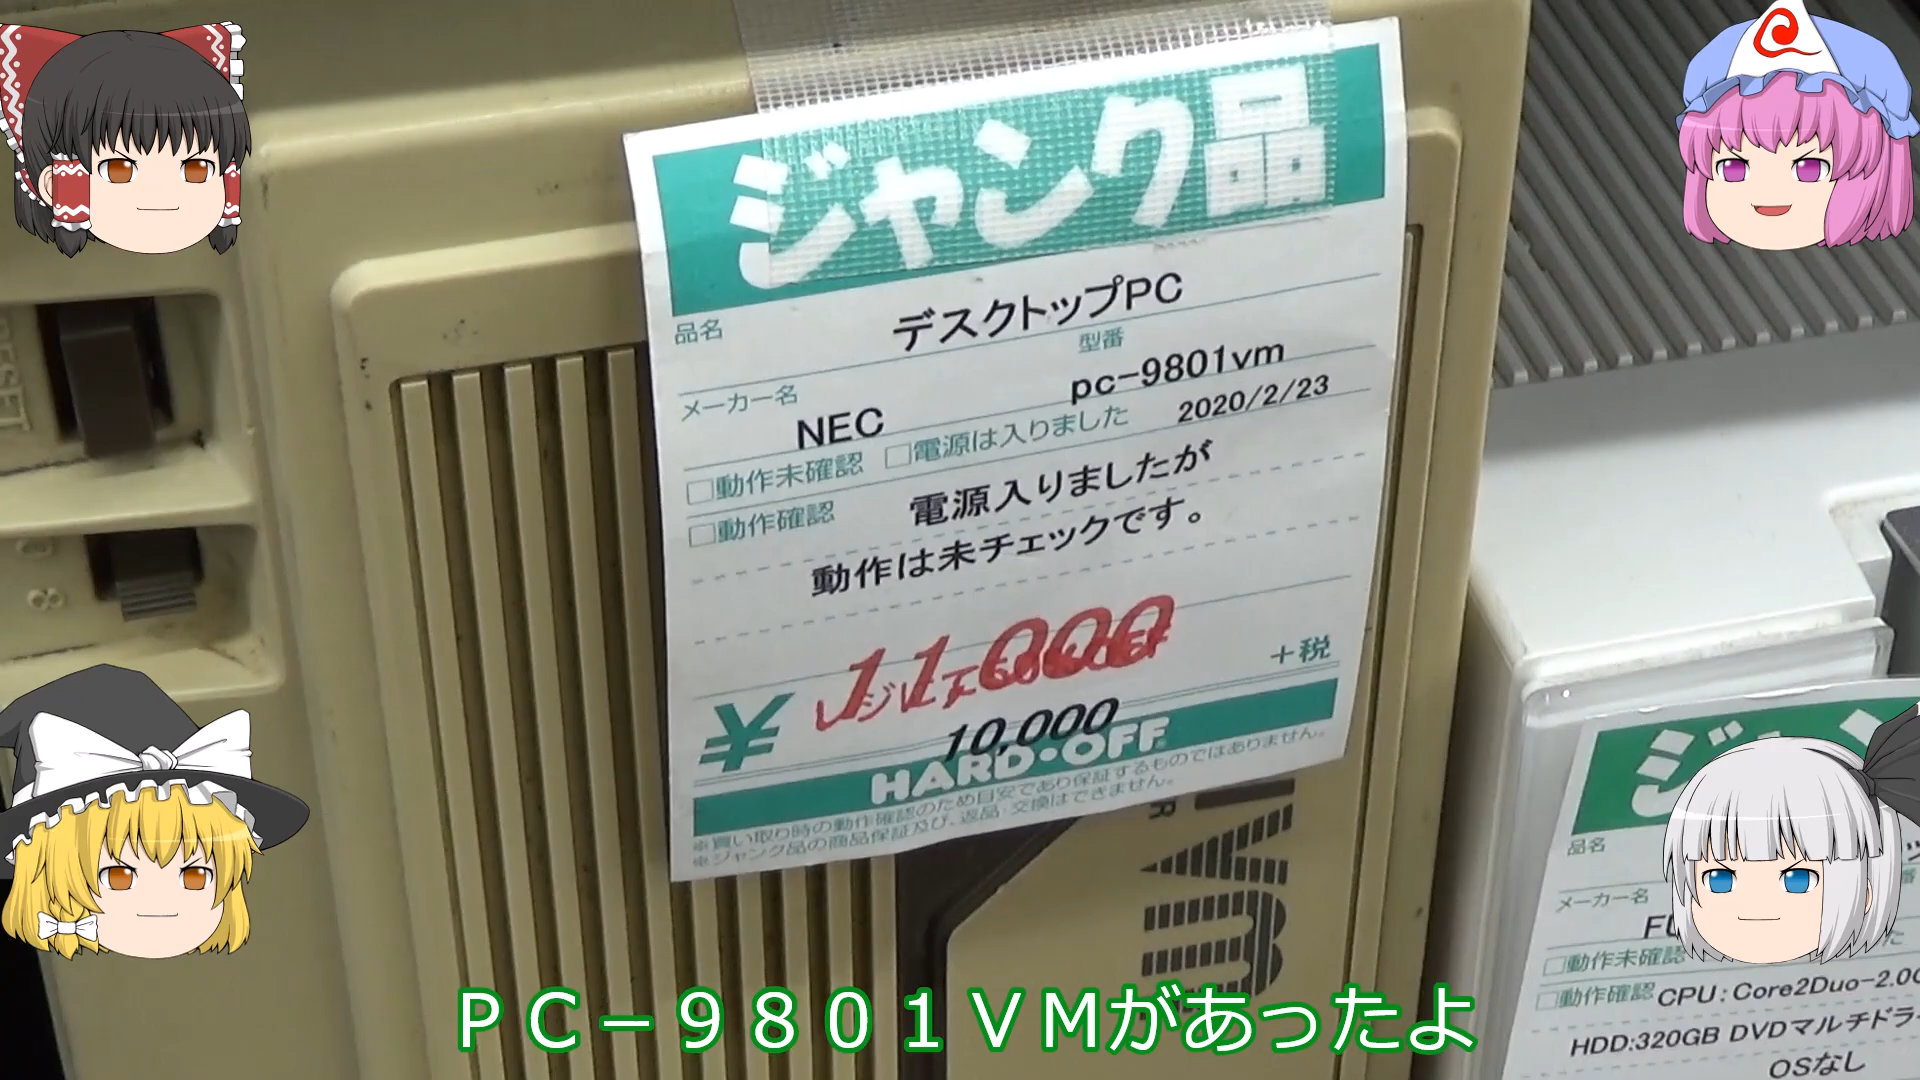 ジャンク品
品名
デスクトップPC
型番
メーカー名
pc-9801vm
NEC
2020/2/23
□動作未確認 □電源は入りました
□動作確認
電源入りましたが
動作は未チェックです。
11,000
+税
¥
10,000
HARD・OFF
※買い取り時の動作確認のため目安であり保証するものではありません。
※ジャンク品の商品保証及び、返品・交換はできません。
RESET
VM
品名
メーカー名
□動作未確認
□動作確認
CPU:Core2Duo-2.0
HDD:320GB DVDマルチドラ
OSなし
PC－9801VMがあったよ